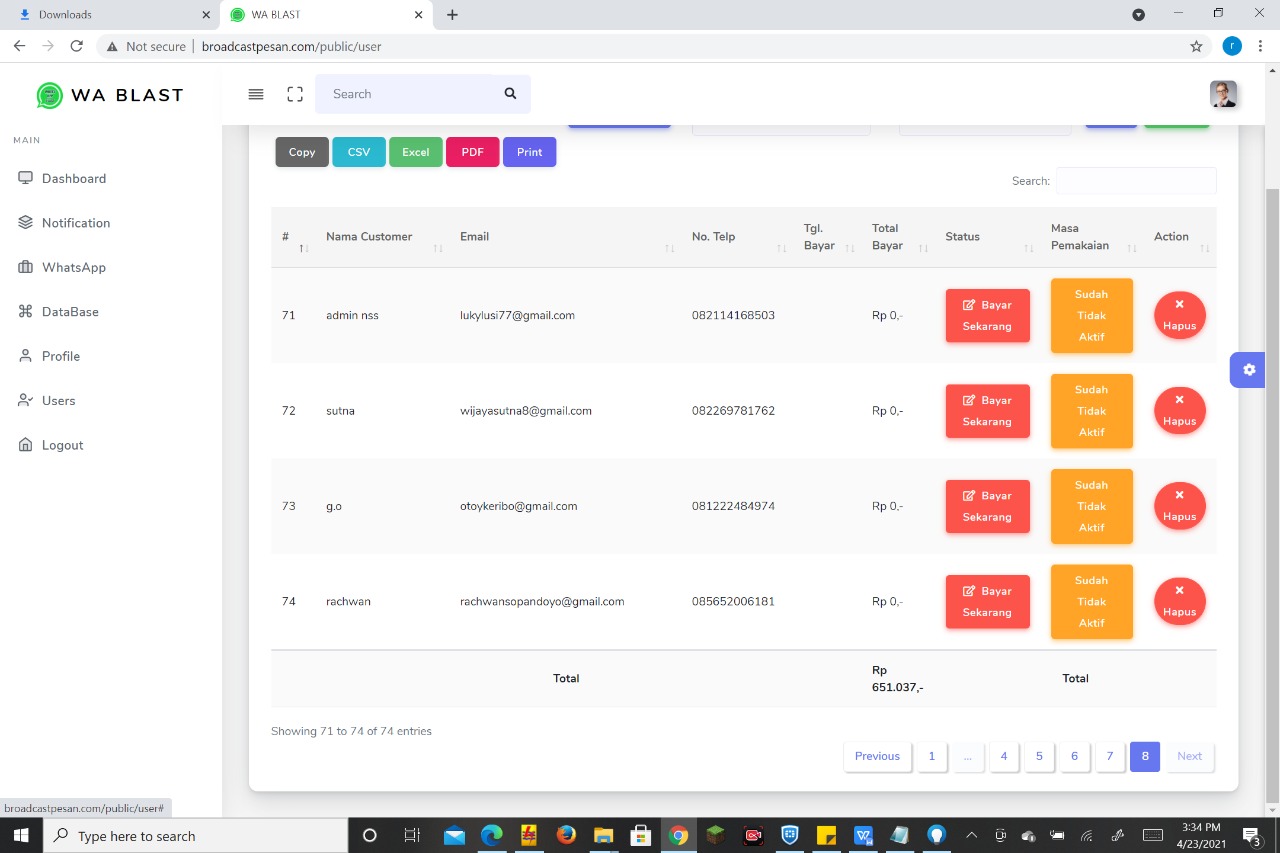 Downloads
WA BLAST
Not secure
broadcastpesan.com/public/user
r
WA BLAST
Search
MAIN
Dashboard
Notification
WhatsApp
DataBase
Profile
Users
Logout
Copy
CSV
Excel
PDF
Print
Search:
# Nama Customer Email No. Telp Tgl. Bayar Total Bayar Status Masa Pemakaian Action
71 admin nss lukylusi77@gmail.com 082114168503 Rp 0,- Bayar Sekarang Sudah Tidak Aktif Hapus
72 sutna wijayasutna8@gmail.com 082269781762 Rp 0,- Bayar Sekarang Sudah Tidak Aktif Hapus
73 g.o otoykeribo@gmail.com 081222484974 Rp 0,- Bayar Sekarang Sudah Tidak Aktif Hapus
74 rachwan rachwansopandoyo@gmail.com 085652006181 Rp 0,- Bayar Sekarang Sudah Tidak Aktif Hapus
Total Rp 651.037,- Total
Showing 71 to 74 of 74 entries
Previous 1 ... 4 5 6 7 8 Next
broadcastpesan.com/public/user#
Type here to search
3:34 PM
4/23/2021
3